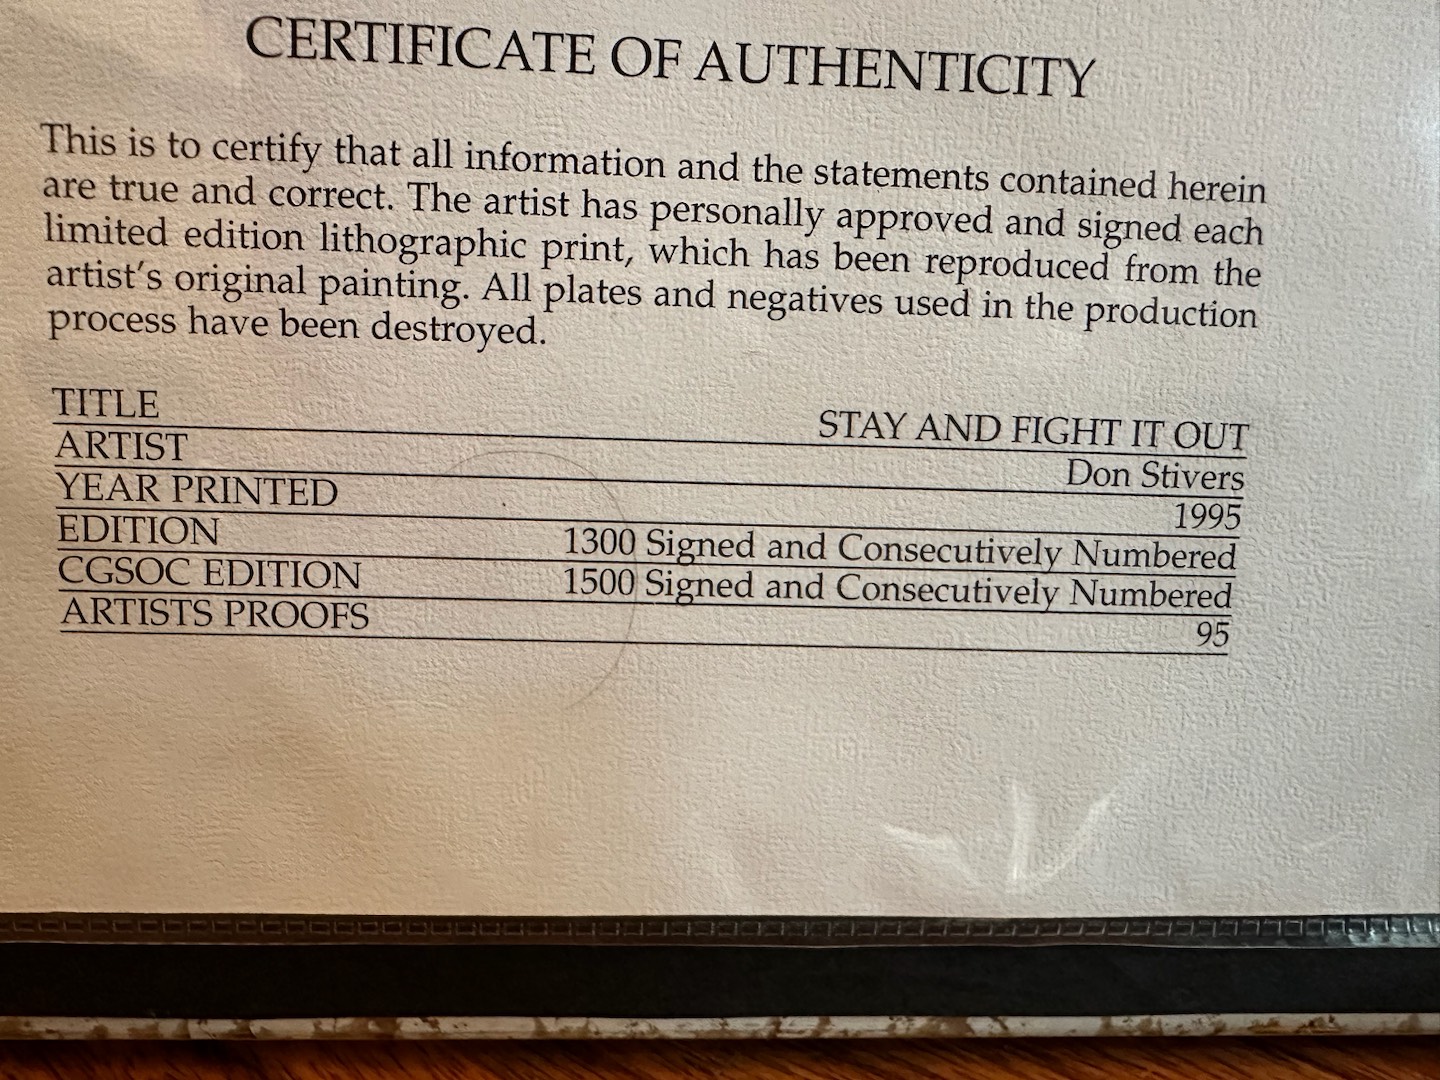 CERTIFICATE OF AUTHENTICITY
This is to certify that all information and the statements contained herein
are true and correct. The artist has personally approved and signed each
limited edition lithographic print, which has been reproduced from the
artist's original painting. All plates and negatives used in the production
process have been destroyed.
TITLE STAY AND FIGHT IT OUT
ARTIST Don Stivers
YEAR PRINTED 1995
EDITION 1300 Signed and Consecutively Numbered
CGSOC EDITION 1500 Signed and Consecutively Numbered
ARTISTS PROOFS 95